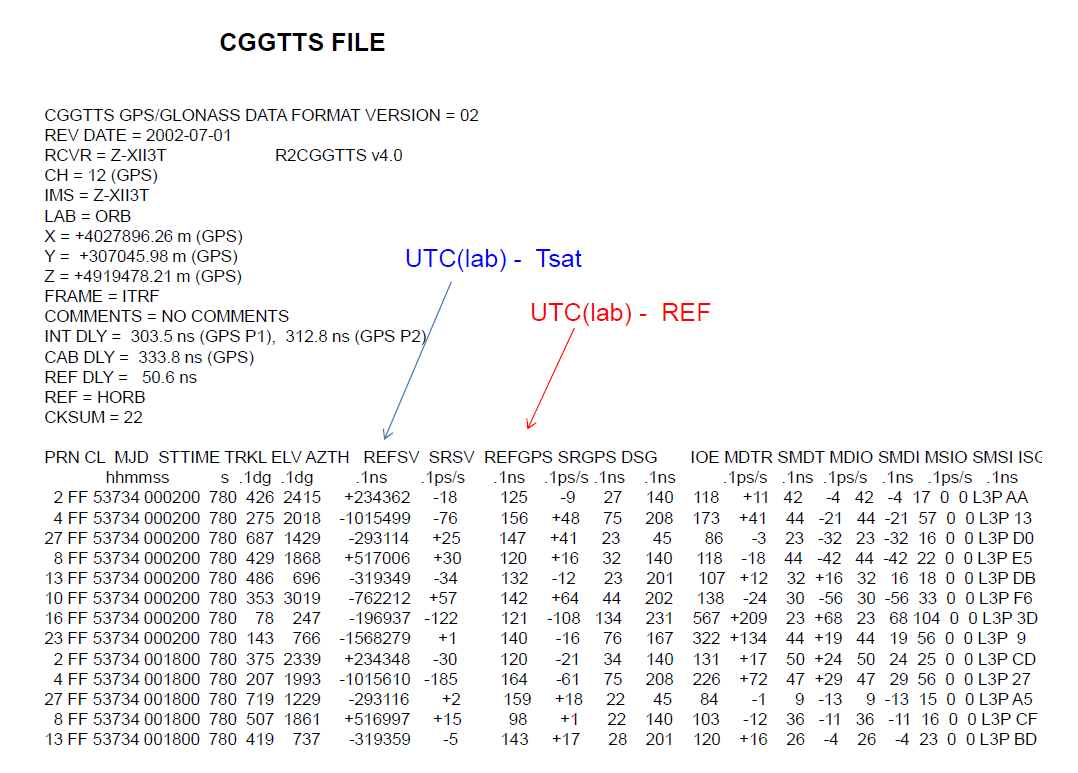 CGGTTS FILE
CGGTTS GPS/GLONASS DATA FORMAT VERSION = 02
REV DATE = 2002-07-01
RCVR = Z-XII3T R2CGGTTS v4.0
CH = 12 (GPS)
IMS = Z-XII3T
LAB = ORB
X = +4027896.26 m (GPS)
Y = +307045.98 m (GPS)
Z = +4919478.21 m (GPS)
FRAME = ITRF
COMMENTS = NO COMMENTS
INT DLY = 303.5 ns (GPS P1), 312.8 ns (GPS P2)
CAB DLY = 333.8 ns (GPS)
REF DLY = 50.6 ns
REF = HORB
CKSUM = 22
UTC(lab) - Tsat
UTC(lab) - REF
PRN CL MJD STTIME TRKL ELV AZTH REFSV SRSV REFGPS SRGPS DSG IOE MDTR SMDT MDIO SMDI MSIO SMSI ISG
hhmmss s .1dg .1dg .1ns .1ps/s .1ns .1ps/s .1ns .1ns .1ps/s .1ns .1ps/s .1ns .1ps/s .1ns
2 FF 53734 000200 780 426 2415 +234362 -18 125 -9 27 140 118 +11 42 -4 42 -4 17 0 0 L3P AA
4 FF 53734 000200 780 275 2018 -1015499 -76 156 +48 75 208 173 +41 44 -21 44 -21 57 0 0 L3P 13
27 FF 53734 000200 780 687 1429 -293114 +25 147 +41 23 45 86 -3 23 -32 23 -32 16 0 0 L3P D0
8 FF 53734 000200 780 429 1868 +517006 +30 120 +16 32 140 118 -18 44 -42 44 -42 22 0 0 L3P E5
13 FF 53734 000200 780 486 696 -319349 -34 132 -12 23 201 107 +12 32 +16 32 16 18 0 0 L3P DB
10 FF 53734 000200 780 353 3019 -762212 +57 142 +64 44 202 138 -24 30 -56 30 -56 33 0 0 L3P F6
16 FF 53734 000200 780 78 247 -196937 -122 121 -108 134 231 567 +209 23 +68 23 68 104 0 0 L3P 3D
23 FF 53734 000200 780 143 766 -1568279 +1 140 -16 76 167 322 +134 44 +19 44 19 56 0 0 L3P 9
2 FF 53734 001800 780 375 2339 +234348 -30 120 -21 34 140 131 +17 50 +24 50 24 25 0 0 L3P CD
4 FF 53734 001800 780 207 1993 -1015610 -185 164 -61 75 208 226 +72 47 +29 47 29 56 0 0 L3P 27
27 FF 53734 001800 780 719 1229 -293116 +2 159 +18 22 45 84 -1 9 -13 9 -13 15 0 0 L3P A5
8 FF 53734 001800 780 507 1861 +516997 +15 98 +1 22 140 103 -12 36 -11 36 -11 16 0 0 L3P CF
13 FF 53734 001800 780 419 737 -319359 -5 143 +17 28 201 120 +16 26 -4 26 -4 23 0 0 L3P BD